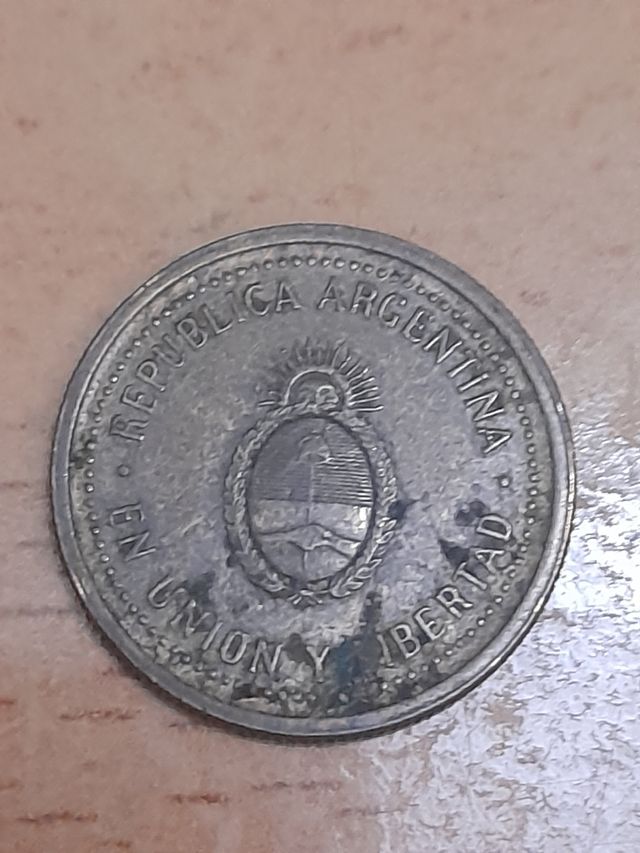 · REPUBLICA ARGENTINA ·
EN UNION Y LIBERTAD